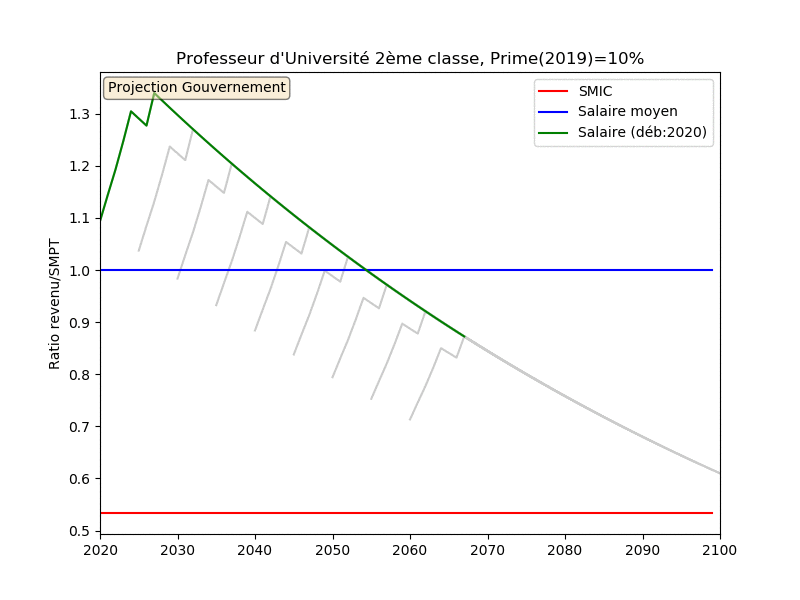 Professeur d'Université 2ème classe, Prime(2019)=10%
Projection Gouvernement
SMIC
Salaire moyen
Salaire (déb:2020)
Ratio revenu/SMPT
1.3
1.2
1.1
1.0
0.9
0.8
0.7
0.6
0.5
2020 2030 2040 2050 2060 2070 2080 2090 2100